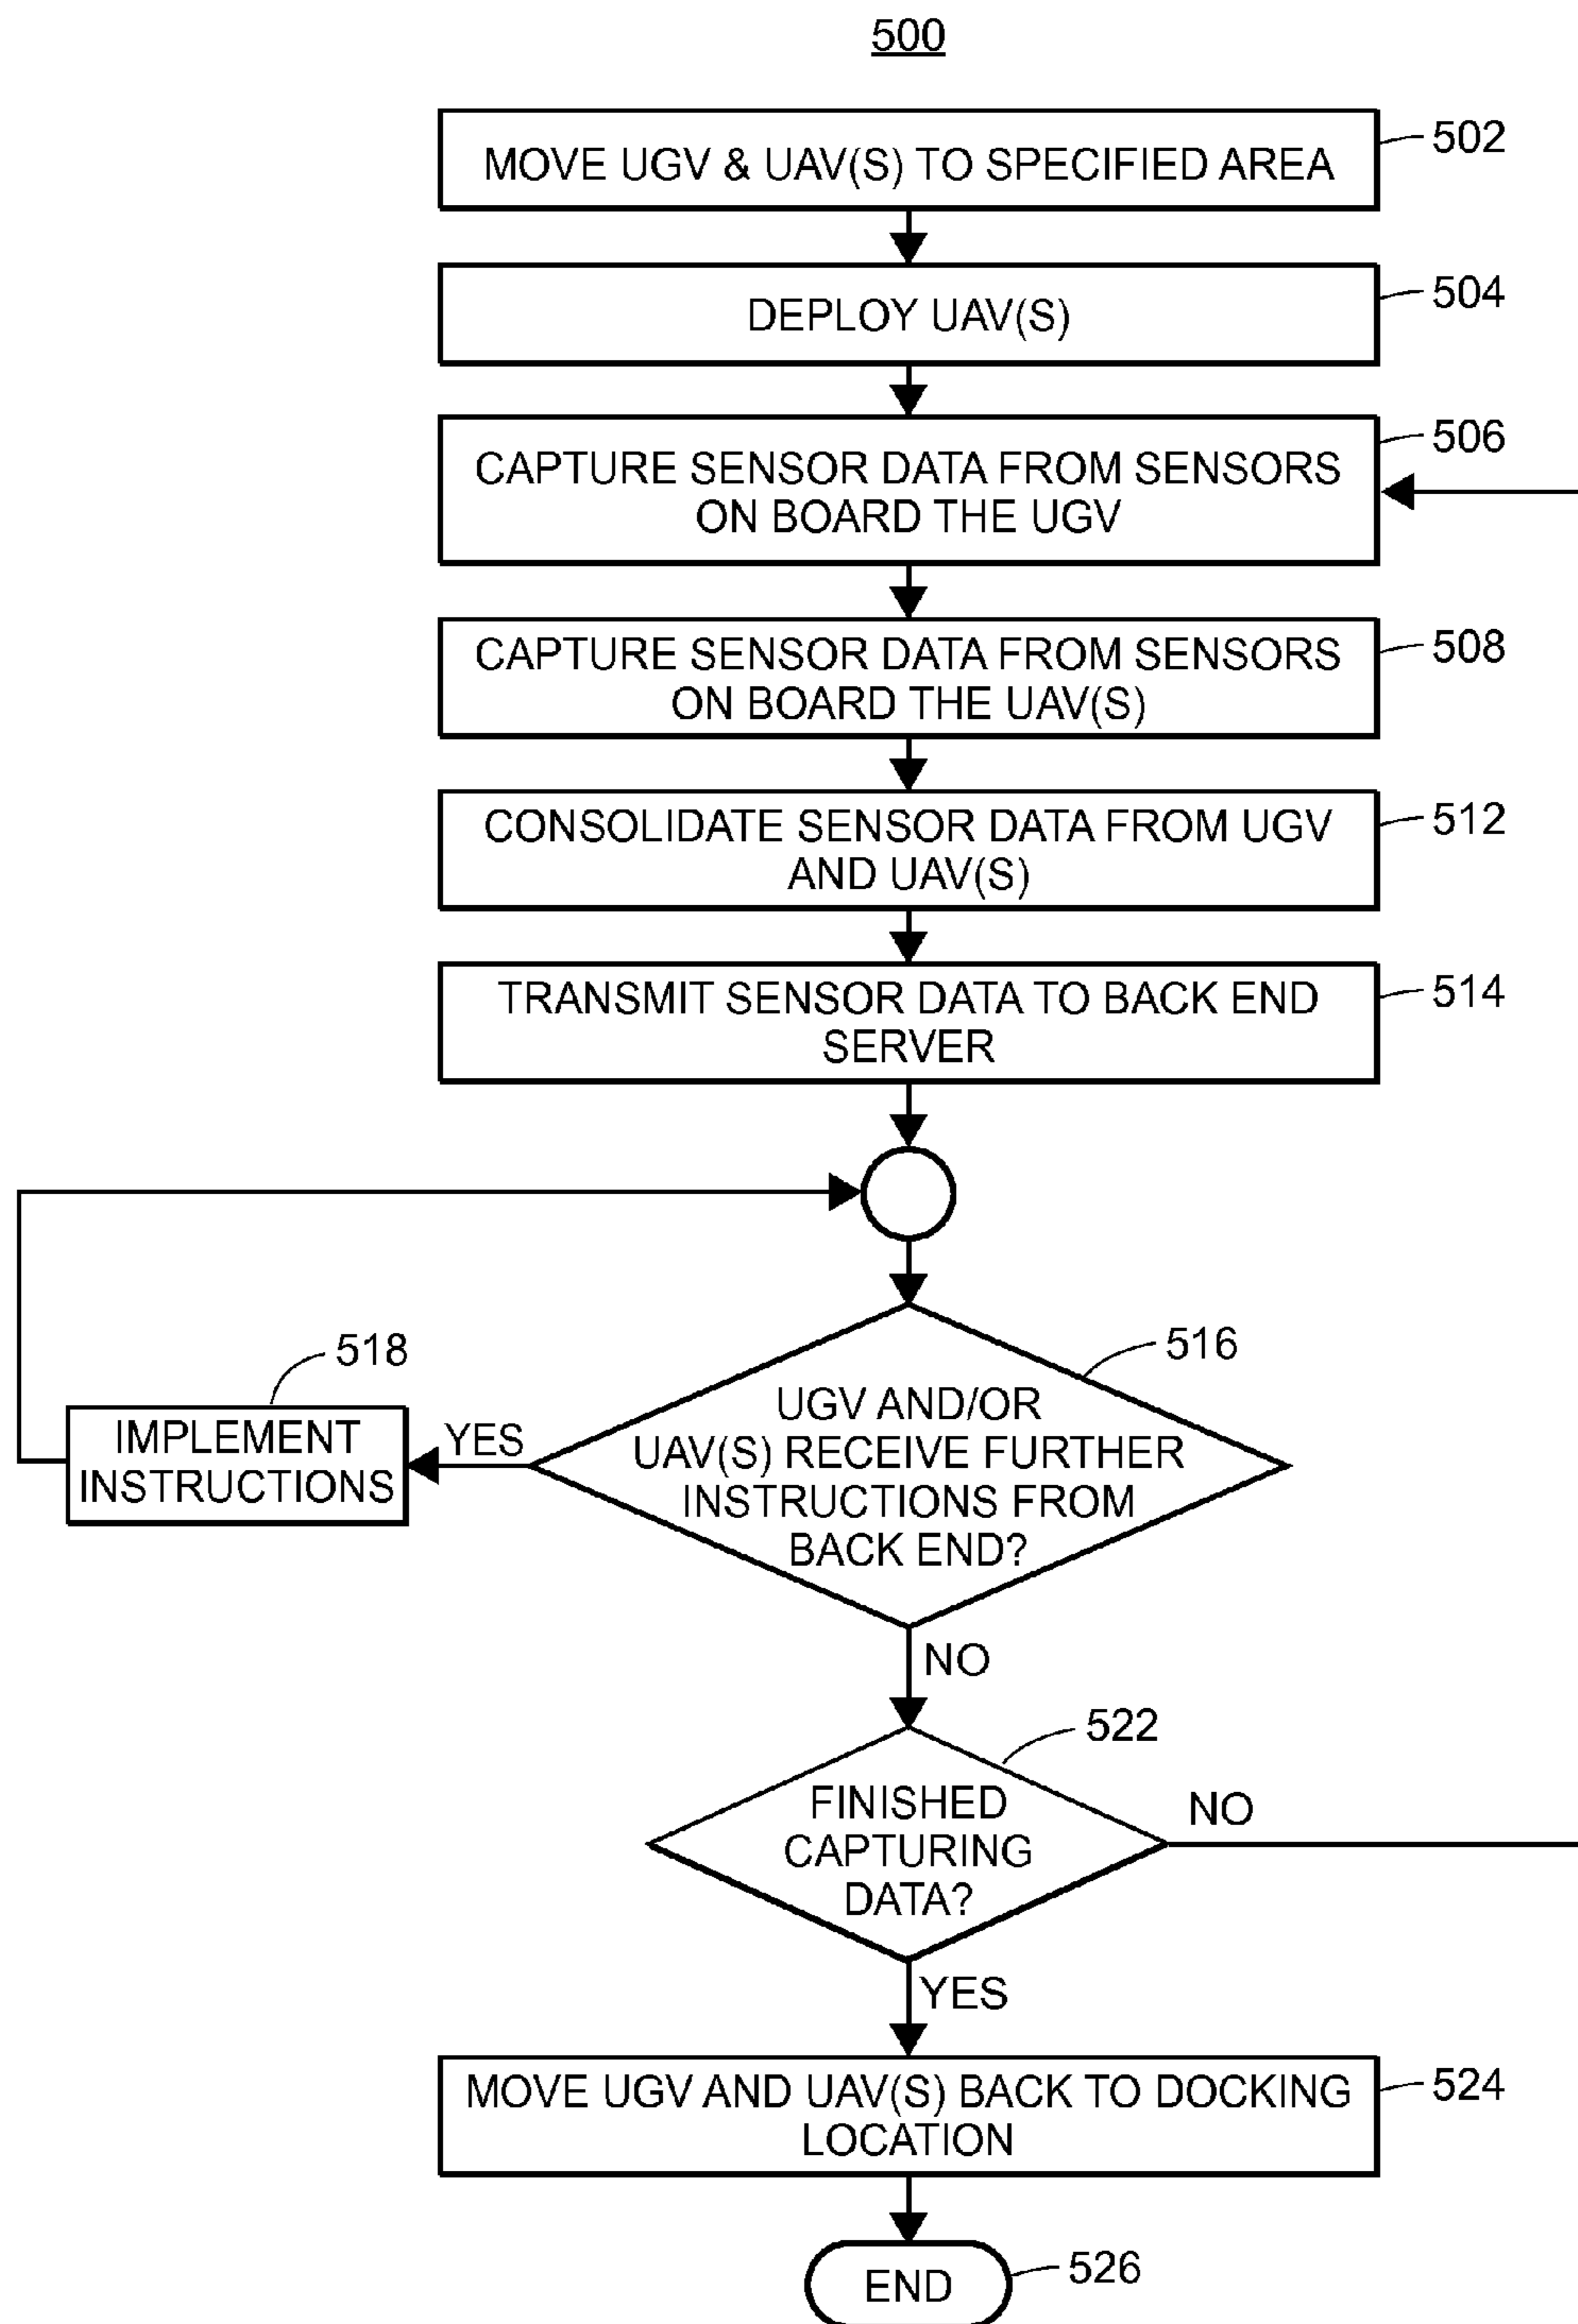 500
MOVE UGV & UAV(S) TO SPECIFIED AREA
502
DEPLOY UAV(S)
504
CAPTURE SENSOR DATA FROM SENSORS
ON BOARD THE UGV
506
CAPTURE SENSOR DATA FROM SENSORS
ON BOARD THE UAV(S)
508
CONSOLIDATE SENSOR DATA FROM UGV
AND UAV(S)
512
TRANSMIT SENSOR DATA TO BACK END
SERVER
514
UGV AND/OR
UAV(S) RECEIVE FURTHER
INSTRUCTIONS FROM
BACK END?
516
YES
IMPLEMENT
INSTRUCTIONS
518
NO
FINISHED
CAPTURING
DATA?
522
NO
YES
MOVE UGV AND UAV(S) BACK TO DOCKING
LOCATION
524
END
526